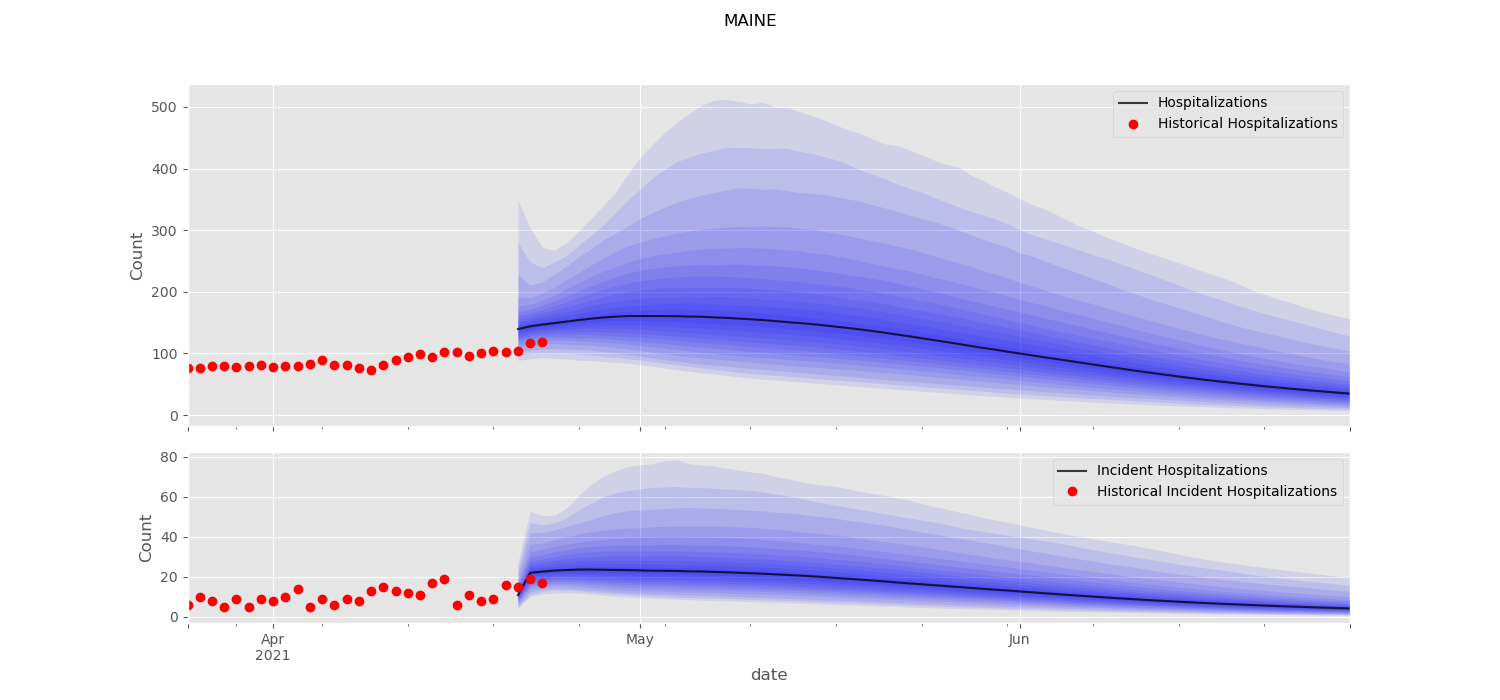 MAINE
500
400
300
200
100
0
Count
Hospitalizations
Historical Hospitalizations
80
60
40
20
0
Count
Incident Hospitalizations
Historical Incident Hospitalizations
Apr
2021
May
Jun
date